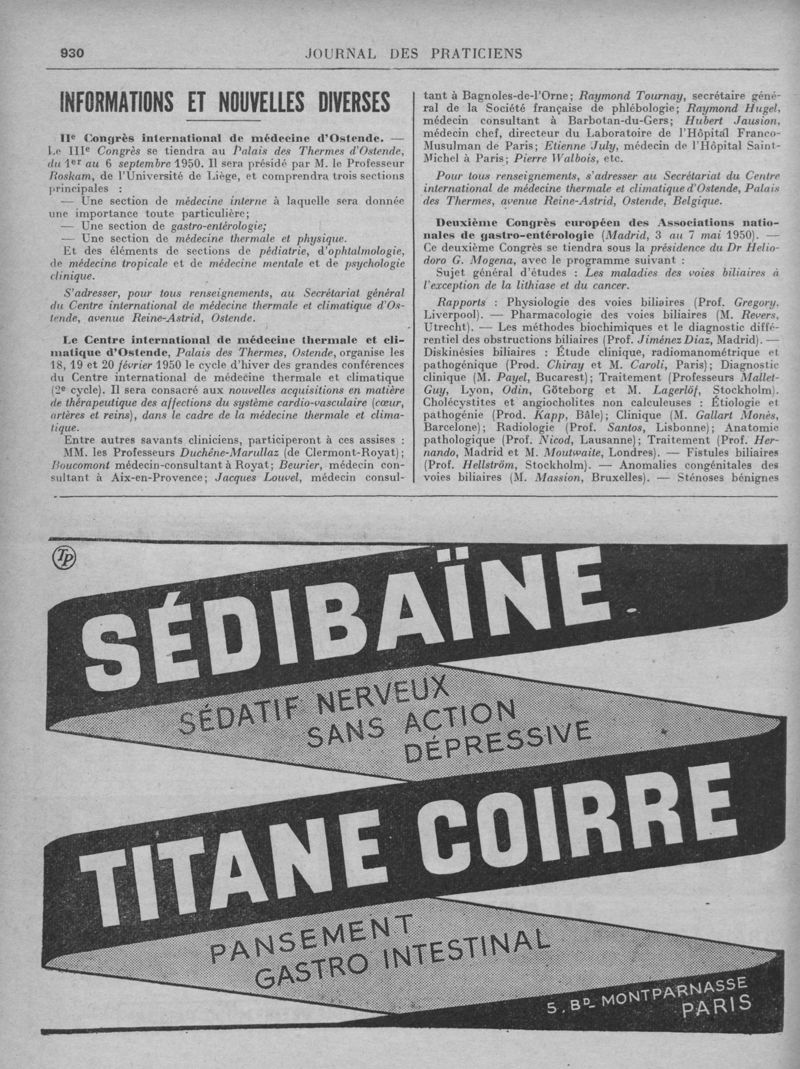 930
JOURNAL DES PRATICIENS
INFORMATIONS ET NOUVELLES DIVERSES
IIe Congrès international de médecine d'Ostende. —
Le IIIe Congrès se tiendra au Palais des Thermes d'Ostende,
du 1er au 6 septembre 1950. Il sera présidé par M. le Professeur
Roskam, de l'Université de Liège, et comprendra trois sections
principales :
— Une section de médecine interne à laquelle sera donnée
une importance toute particulière;
— Une section de gastro-entérologie;
— Une section de médecine thermale et physique.
Et des éléments de sections de pédiatrie, d'ophtalmologie,
de médecine tropicale et de médecine mentale et de psychologie
clinique.
S'adresser, pour tous renseignements, au Secrétariat général
du Centre international de médecine thermale et climatique d'Os-
tende, avenue Reine-Astrid, Ostende.
Le Centre international de médecine thermale et cli-
matique d'Ostende, Palais des Thermes, Ostende, organise les
18, 19 et 20 février 1950 le cycle d'hiver des grandes conférences
du Centre international de médecine thermale et climatique
(2e cycle). Il sera consacré aux nouvelles acquisitions en matière
de thérapeutique des affections du système cardio-vasculaire (cœur,
artères et reins), dans le cadre de la médecine thermale et clima-
tique.
Entre autres savants cliniciens, participeront à ces assises :
MM. les Professeurs Duchêne-Marullaz (de Clermont-Royat);
Boucomont médecin-consultant à Royat; Beurier, médecin con-
sultant à Aix-en-Provence; Jacques Louvel, médecin consul-
tant à Bagnoles-de-l'Orne; Raymond Tournay, secrétaire géné-
ral de la Société française de phlébologie; Raymond Hugel,
médecin consultant à Barbotan-du-Gers; Hubert Jausion,
médecin chef, directeur du Laboratoire de l'Hôpital Franco-
Musulman de Paris; Etienne July, médecin de l'Hôpital Saint-
Michel à Paris; Pierre Walbois, etc.
Pour tous renseignements, s'adresser au Secrétariat du Centre
international de médecine thermale et climatique d'Ostende, Palais
des Thermes, avenue Reine-Astrid, Ostende, Belgique.
Deuxième Congrès européen des Associations natio-
nales de gastro-entérologie (Madrid, 3 au 7 mai 1950). —
Ce deuxième Congrès se tiendra sous la présidence du Dr Helio-
doro G. Mogena, avec le programme suivant :
Sujet général d'études : Les maladies des voies biliaires à
l'exception de la lithiase et du cancer.
Rapports : Physiologie des voies biliaires (Prof. Gregory,
Liverpool). — Pharmacologie des voies biliaires (M. Revers,
Utrecht). — Les méthodes biochimiques et le diagnostic diffé-
rentiel des obstructions biliaires (Prof. Jiménez Diaz, Madrid). —
Diskinésies biliaires : Étude clinique, radiomanométrique et
pathogénique (Prod. Chiray et M. Caroli, Paris); Diagnostic
clinique (M. Payel, Bucarest); Traitement (Professeurs Mallet-
Guy, Lyon, Odin, Göteborg et M. Lagerlöf, Stockholm).
Cholécystites et angiocholites non calculeuses : Étiologie et
pathogénie (Prod. Kapp, Bâle); Clinique (M. Gallart Monès,
Barcelone); Radiologie (Prof. Santos, Lisbonne); Anatomie
pathologique (Prof. Nicod, Lausanne); Traitement (Prof. Her-
nando, Madrid et M. Moutwaite, Londres). — Fistules biliaires
(Prof. Hellström, Stockholm). — Anomalies congénitales des
voies biliaires (M. Massion, Bruxelles). — Sténoses bénignes
TP
SÉDIBAÏNE
SÉDATIF NERVEUX
SANS ACTION
DÉPRESSIVE
TITANE COIRRE
PANSEMENT
GASTRO INTESTINAL
5, BD MONTPARNASSE
PARIS